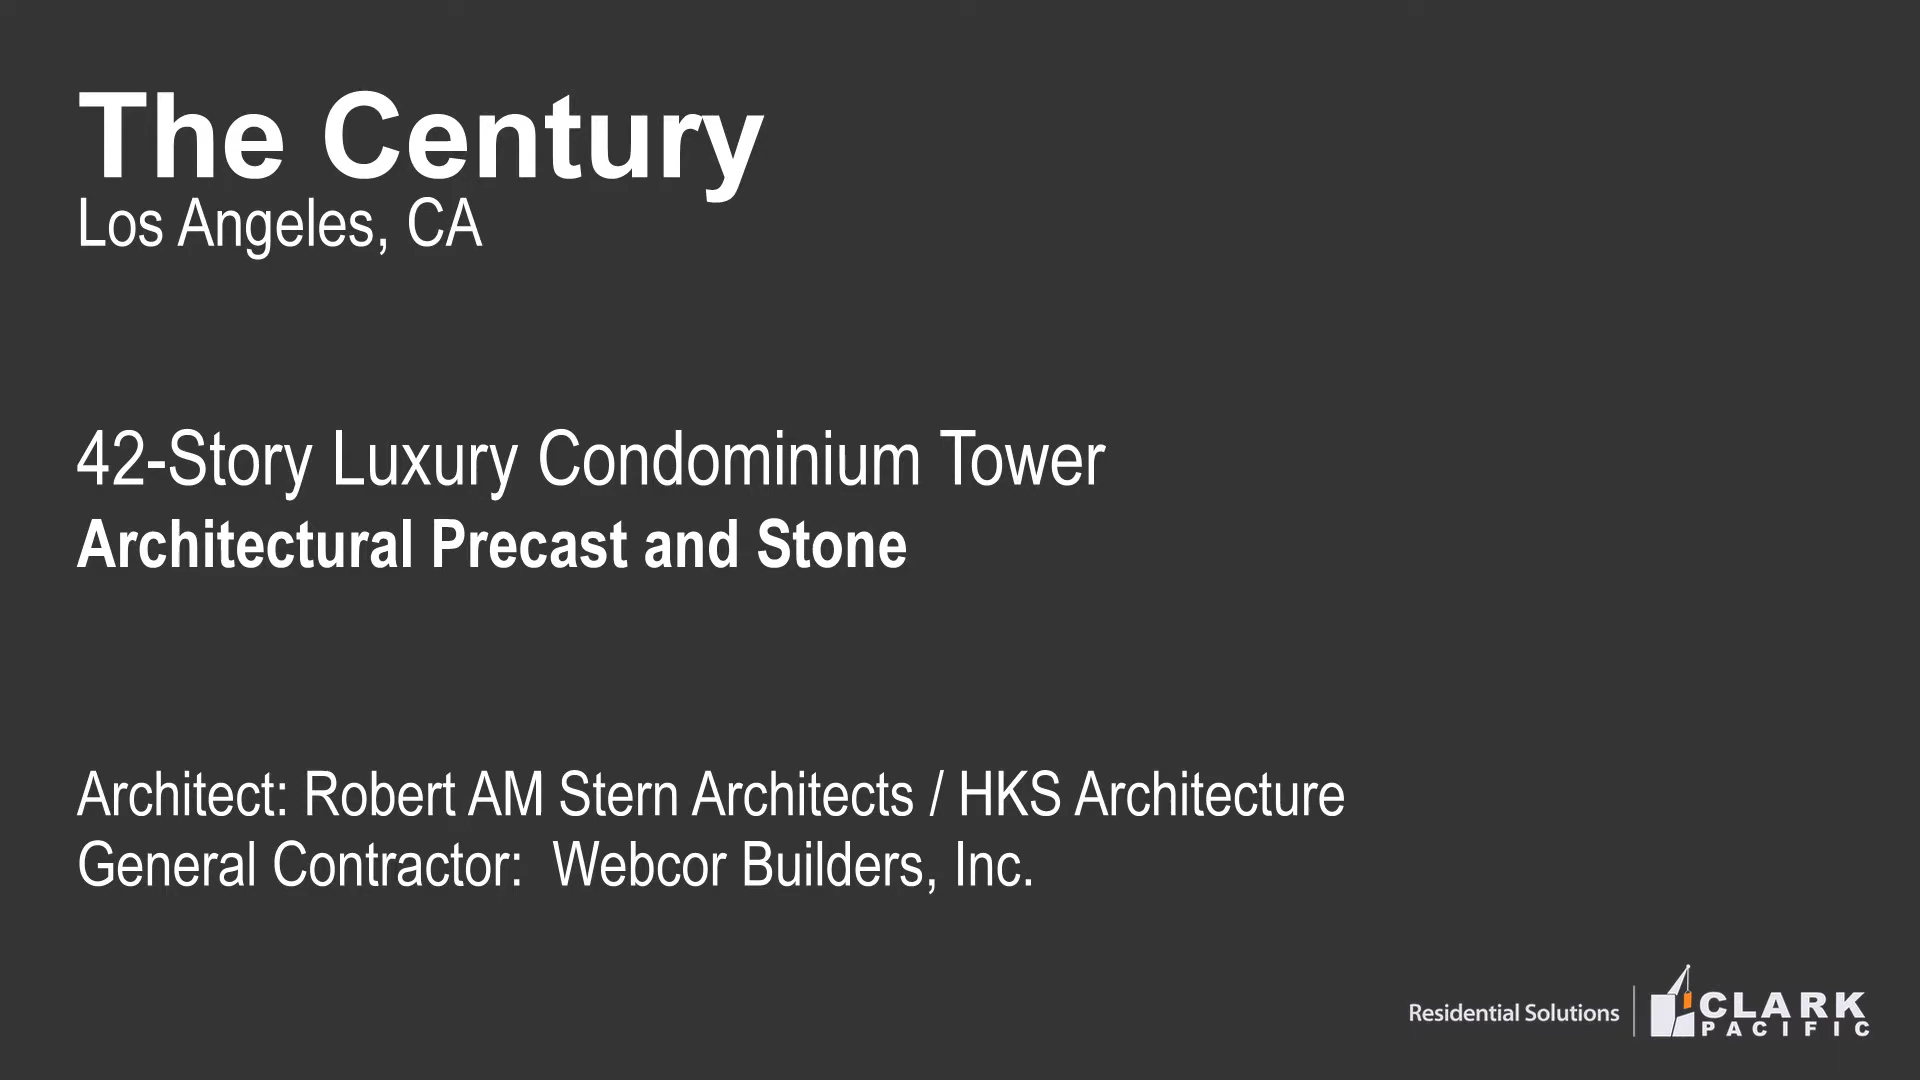 The Century
Los Angeles, CA
42-Story Luxury Condominium Tower
Architectural Precast and Stone
Architect: Robert AM Stern Architects / HKS Architecture
General Contractor:  Webcor Builders, Inc.
Residential Solutions
CLARK
PACIFIC